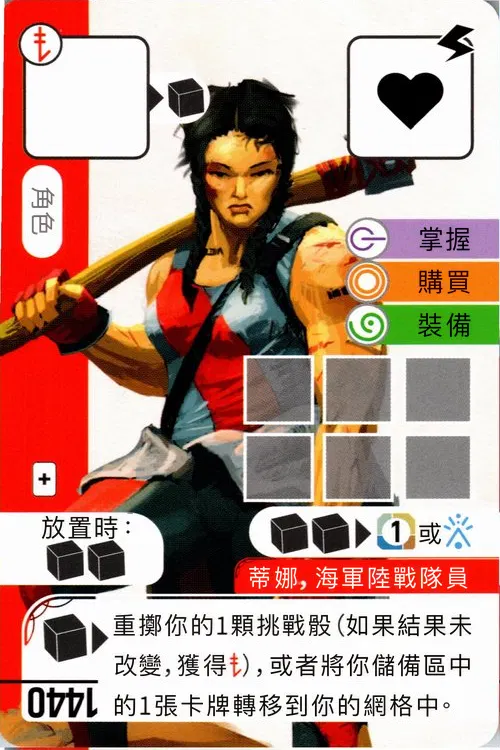 角色
掌握
購買
裝備
+
放置時：
1或
蒂娜，海軍陸戰隊員
重擲你的1顆挑戰骰（如果結果未
改變，獲得），或者將你儲備區中
的1張卡牌轉移到你的網格中。
1440